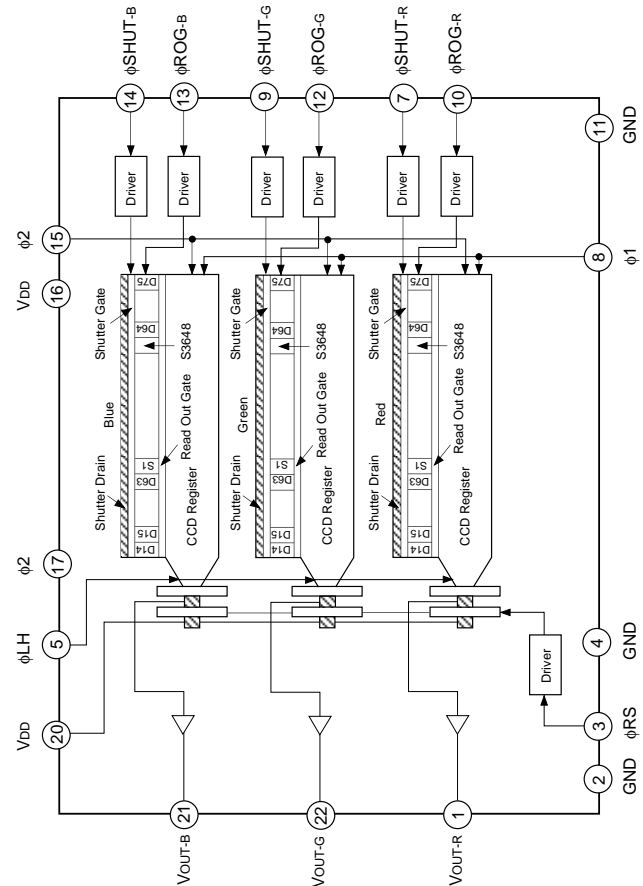 φSHUT-B
φROG-B
φSHUT-G
φROG-G
φSHUT-R
φROG-R
14
13
9
12
7
10
11
GND
Driver
Driver
Driver
Driver
Driver
Driver
φ2
15
8
φ1
VDD
16
D75
D64
S3648
S1
D63
D15
D14
Shutter Gate
Blue
Read Out Gate
Shutter Drain
CCD Register
D75
D64
S3648
S1
D63
D15
D14
Shutter Gate
Green
Read Out Gate
Shutter Drain
CCD Register
D75
D64
S3648
S1
D63
D15
D14
Shutter Gate
Red
Read Out Gate
Shutter Drain
CCD Register
φ2
17
φLH
5
4
GND
Driver
VDD
20
3
φRS
2
GND
21
22
1
VOUT-B
VOUT-G
VOUT-R